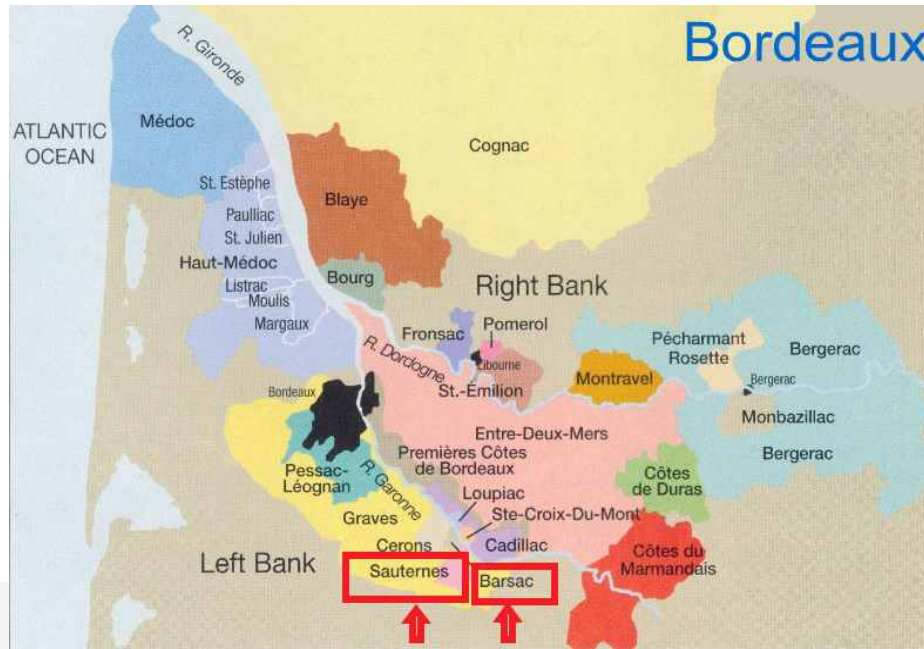 Bordeaux
R. Gironde
ATLANTIC
OCEAN
Médoc
Cognac
St. Estèphe
Paulliac
St. Julien
Haut-Médoc
Listrac
Moulis
Margaux
Blaye
Bourg
Right Bank
Fronsac
Pomerol
Libourne
R. Dordogne
St.-Émilion
Montravel
Pécharmant
Rosette
Bergerac
Bergerac
Monbazillac
Bergerac
Bordeaux
Entre-Deux-Mers
Premières Côtes
de Bordeaux
Pessac-
Léognan
R. Garonne
Loupiac
Ste-Croix-Du-Mont
Côtes
de Duras
Graves
Cerons
Cadillac
Left Bank
Sauternes
Barsac
Côtes du
Marmandais